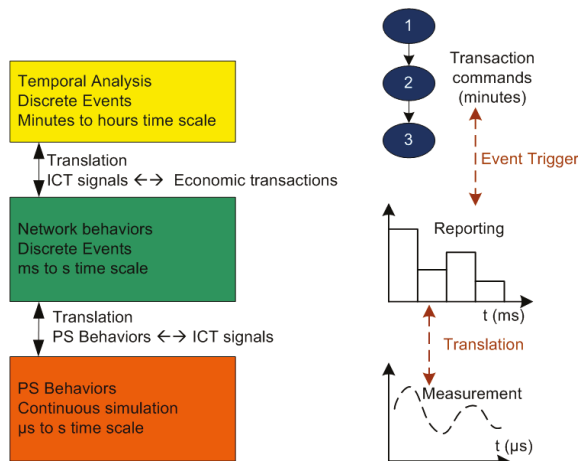 Temporal Analysis
Discrete Events
Minutes to hours time scale
Translation
ICT signals ←→ Economic transactions
Network behaviors
Discrete Events
ms to s time scale
Translation
PS Behaviors ←→ ICT signals
PS Behaviors
Continuous simulation
µs to s time scale
1
2
3
Transaction
commands
(minutes)
Event Trigger
Reporting
t (ms)
Translation
Measurement
t (µs)